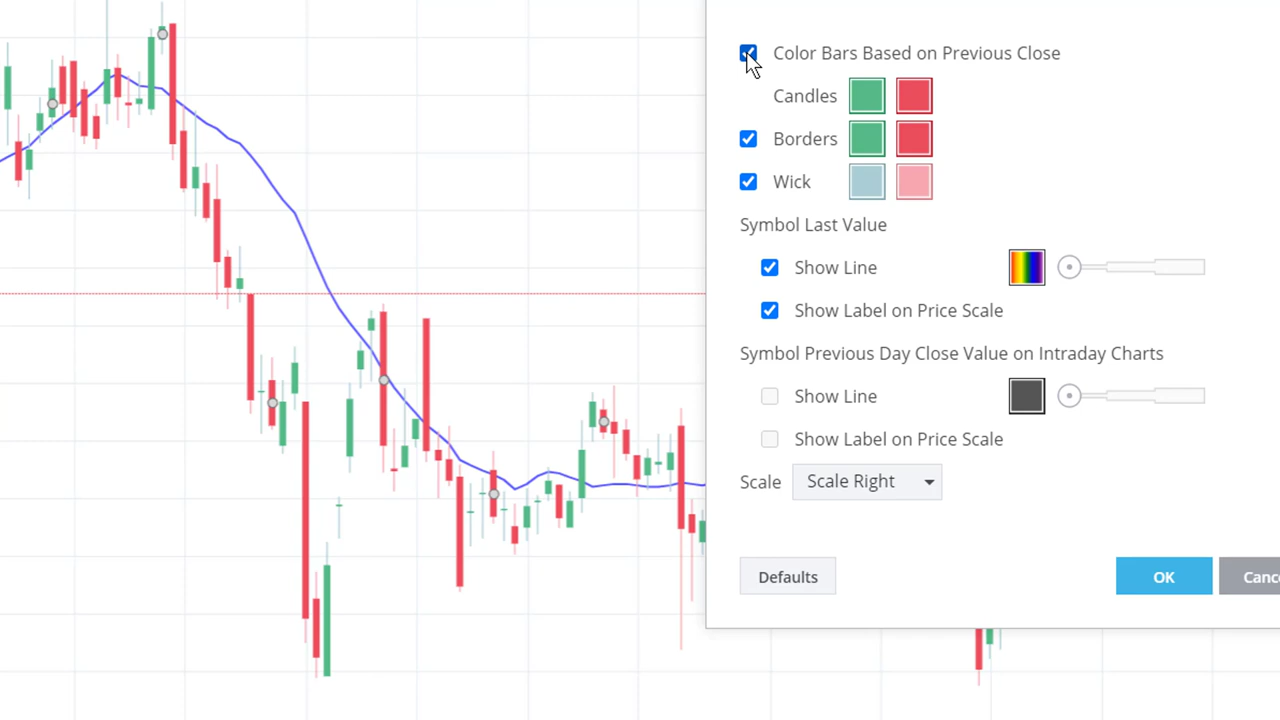 Color Bars Based on Previous Close
Candles
Borders
Wick
Symbol Last Value
Show Line
Show Label on Price Scale
Symbol Previous Day Close Value on Intraday Charts
Show Line
Show Label on Price Scale
Scale Scale Right
Defaults OK Canc